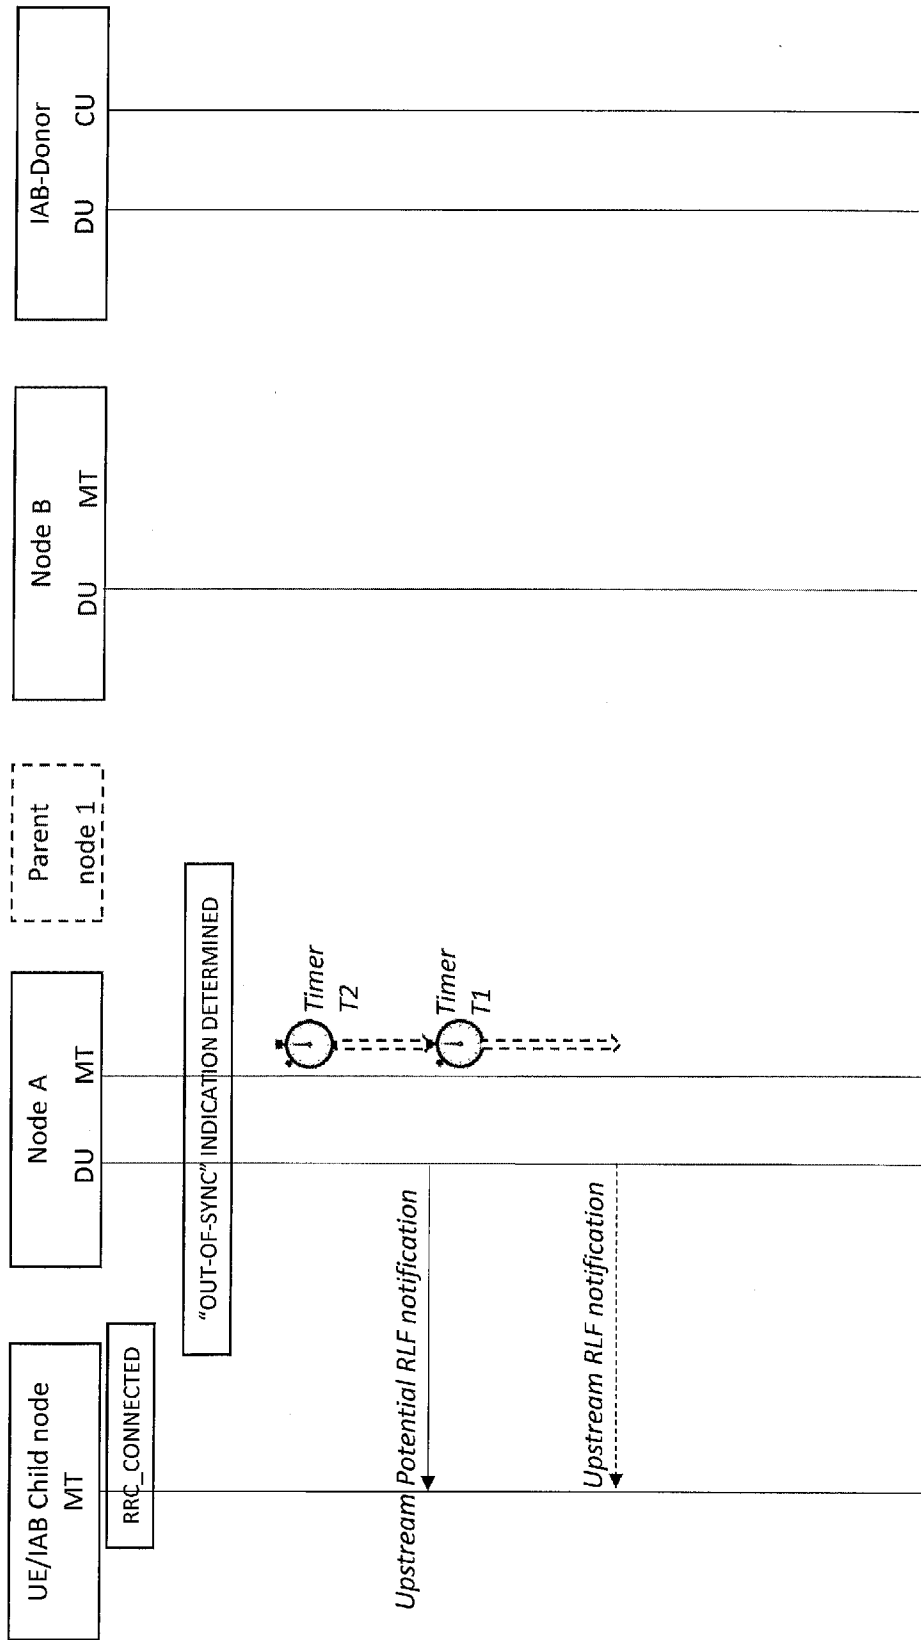 UE/IAB Child node
MT
Node A
DU MT
Parent
node 1
Node B
DU MT
IAB-Donor
DU CU
RRC_CONNECTED
"OUT-OF-SYNC" INDICATION DETERMINED
Timer
T2
Upstream Potential RLF notification
Timer
T1
Upstream RLF notification